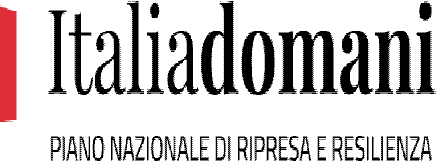 Italiadomani
PIANO NAZIONALE DI RIPRESA E RESILIENZA